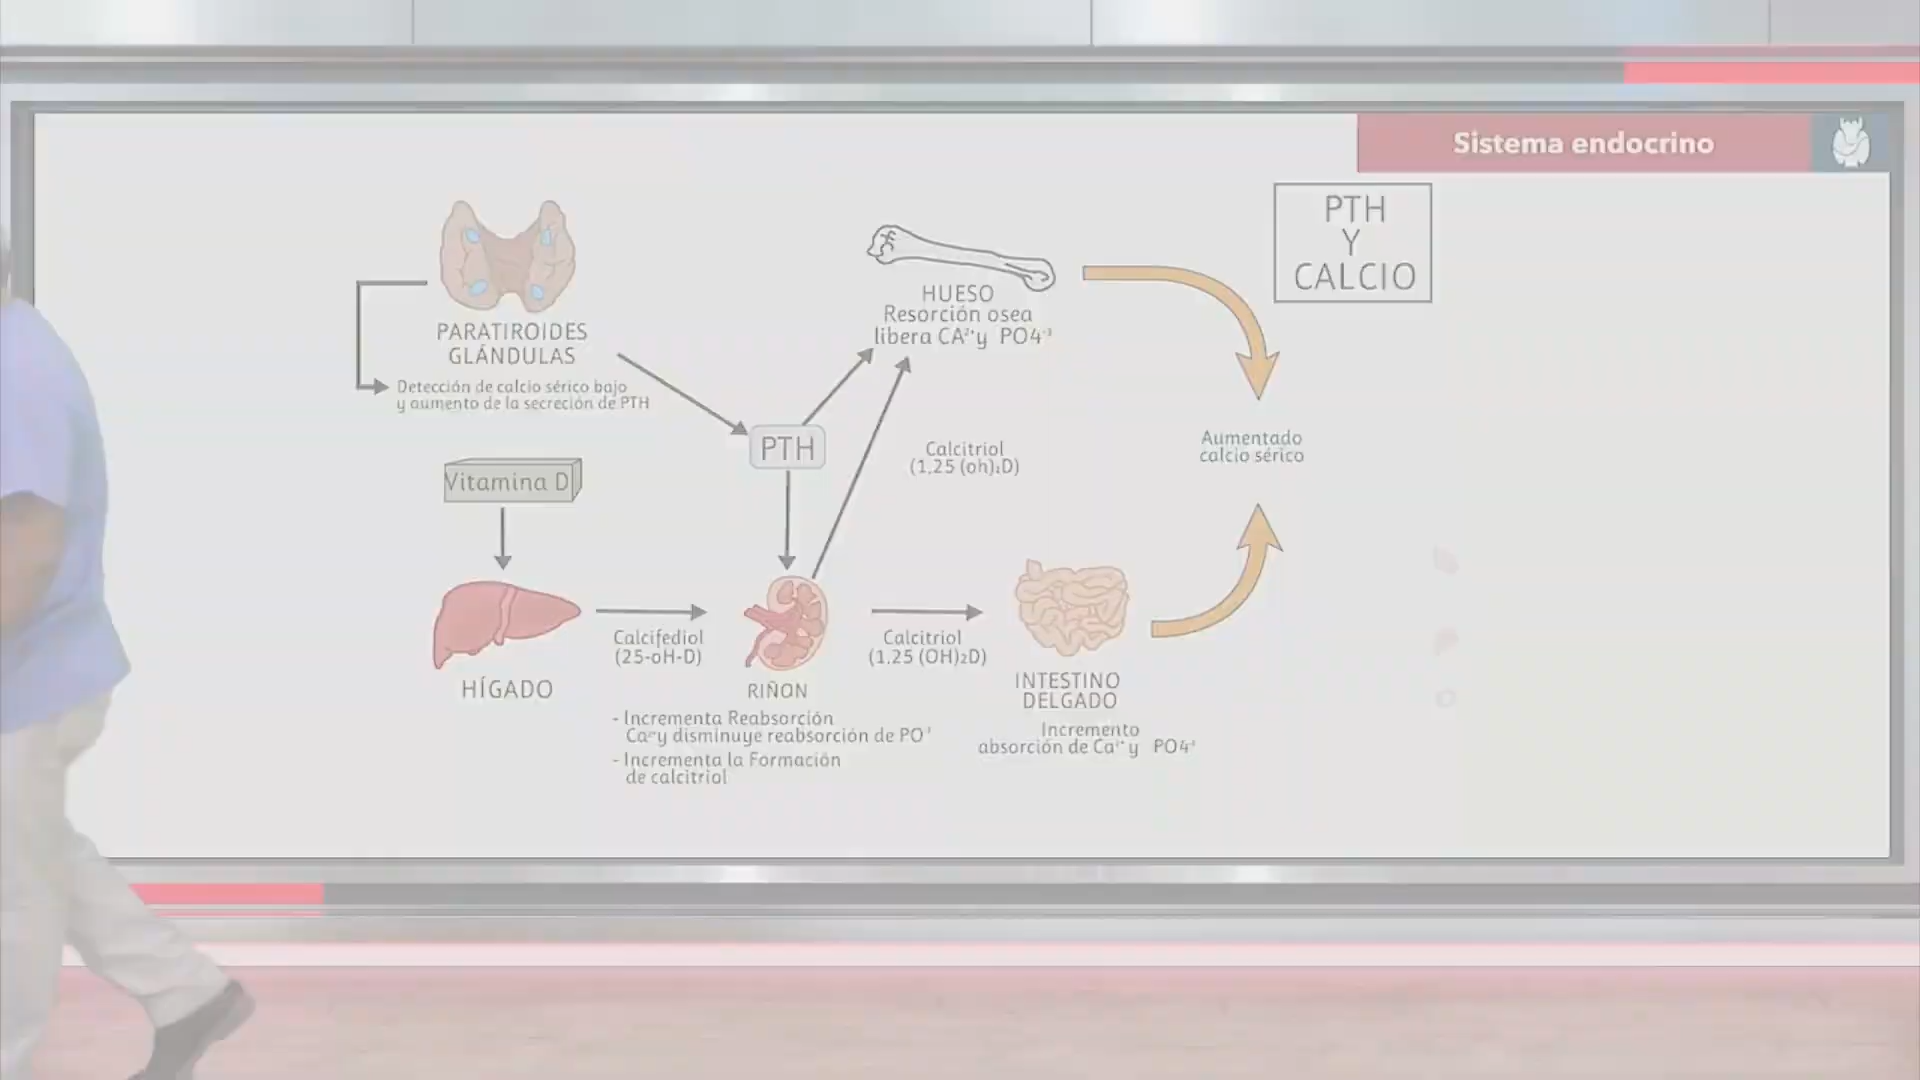 Sistema endocrino
PTH
Y
CALCIO
PARATIROIDES
GLÁNDULAS
Detección de calcio sérico bajo
y aumento de la secreción de PTH
HUESO
Resorción osea
libera CA²⁺y PO4⁻³
PTH
Calcitriol
(1,25 (oh)₂D)
Aumentado
calcio sérico
Vitamina D
HÍGADO
Calcifediol
(25-oH-D)
RIÑON
- Incrementa Reabsorción
Ca²⁺y disminuye reabsorción de PO⁻³
- Incrementa la Formación
de calcitriol
Calcitriol
(1,25 (OH)₂D)
INTESTINO
DELGADO
Incremento
absorción de Ca²⁺ y PO4⁻³